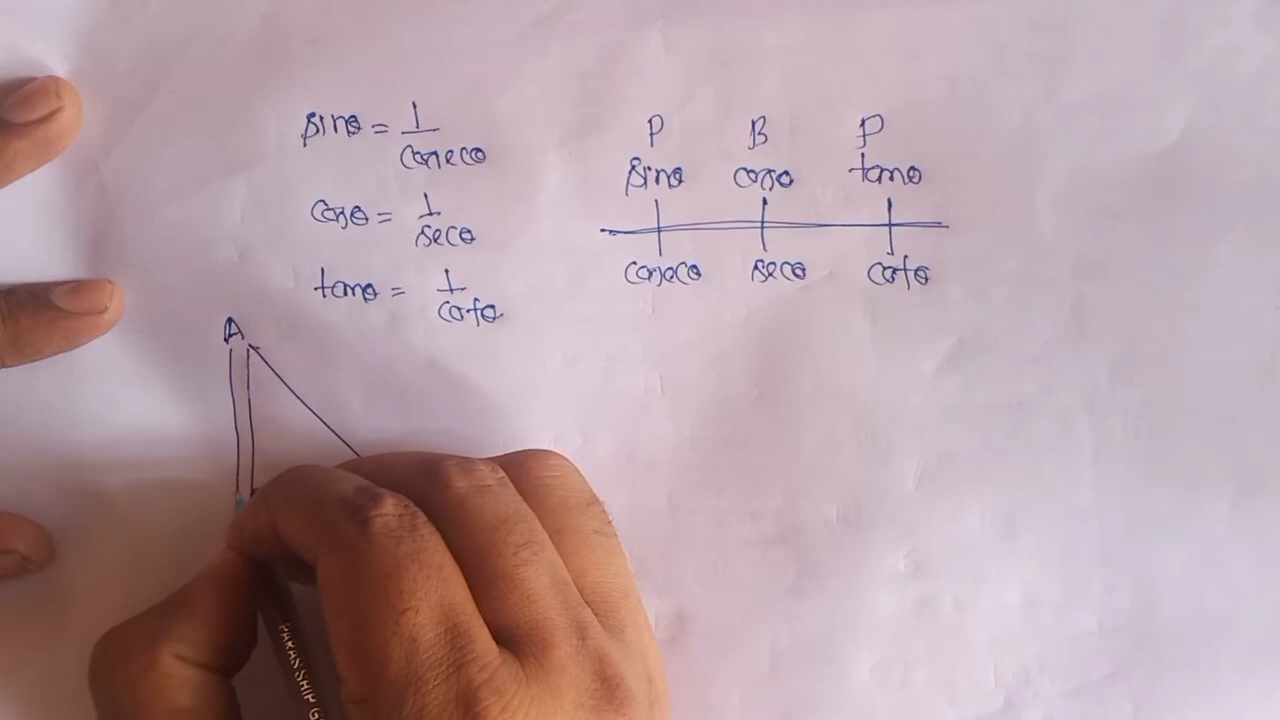 sinθ = 1/cosecθ
cosθ = 1/secθ
tanθ = 1/cotθ
P B P
sinθ cosθ tanθ
cosecθ secθ cotθ
A